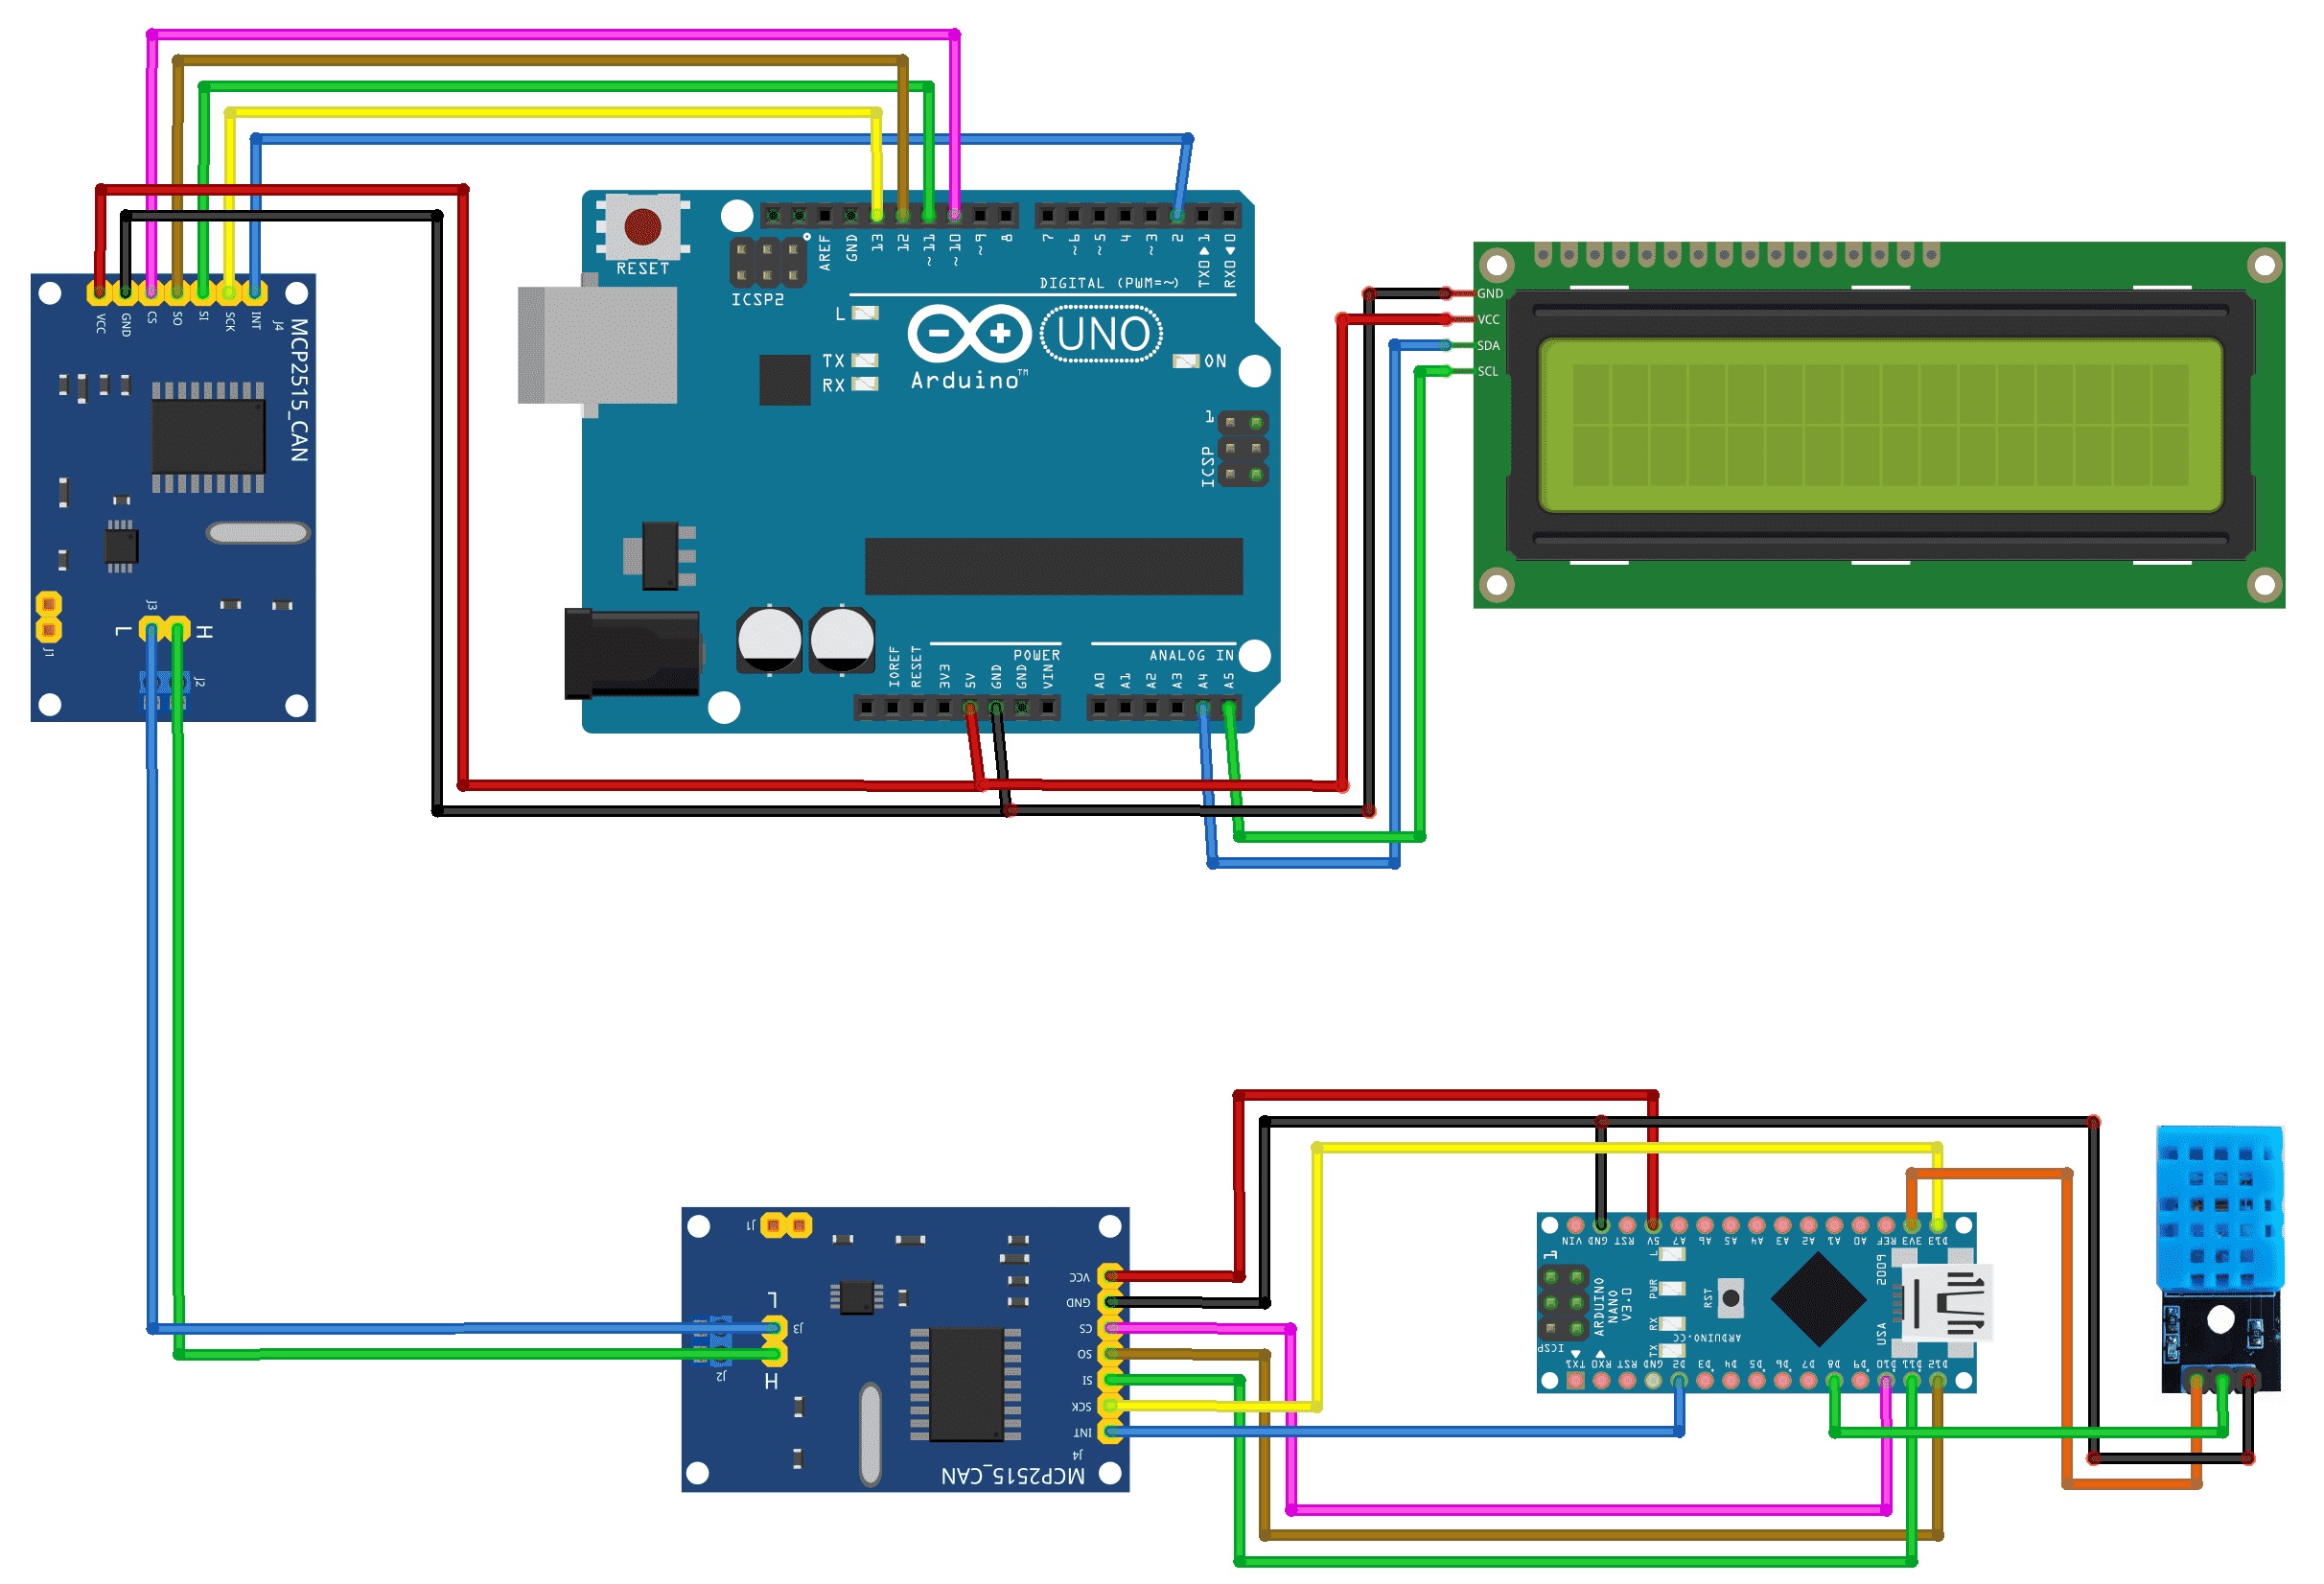 VCC
GND
CS
SO
SI
SCK
INT
J4
MCP2515_CAN
J3
L
H
J1
J2
RESET
ICSP2
AREF
GND
13
12
~11
~10
~9
8
7
~6
~5
4
~3
2
TX0▶1
RX0◀0
DIGITAL (PWM=~)
L
TX
RX
UNO
Arduino™
ON
1
ICSP
IOREF
RESET
3V3
5V
GND
GND
VIN
POWER
ANALOG IN
A0
A1
A2
A3
A4
A5
GND
VCC
SDA
SCL
J1
VCC
GND
CS
SO
SI
SCK
INT
J4
MCP2515_CAN
L
J3
H
J2
VIN
GND
RST
5V
A7
A6
A5
A4
A3
A2
A1
A0
REF
3V3
D13
1
L
PWR
RX
TX
RST
ARDUINO
NANO
V3.0
ARDUINO.CC
USA
ICSP
TX1
RX0
RST
GND
D2
D3
D4
D5
D6
D7
D8
D9
D10
D11
D12